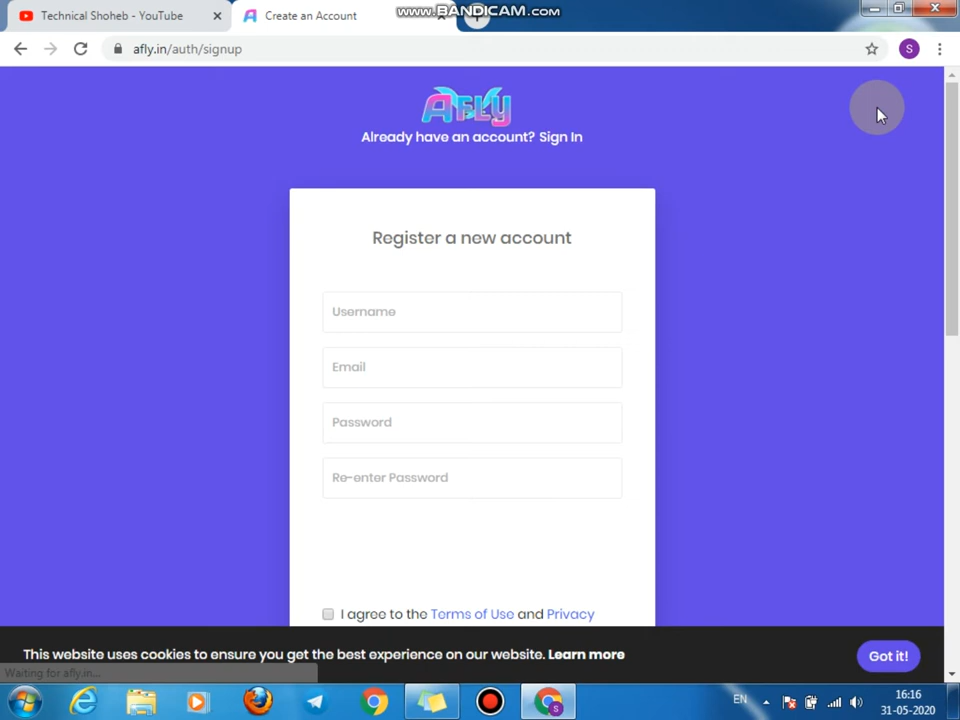 www.BANDICAM.com
Technical Shoheb - YouTube
Create an Account
afly.in/auth/signup
S
AFLY
Already have an account? Sign In
Register a new account
Username
Email
Password
Re-enter Password
I agree to the Terms of Use and Privacy
This website uses cookies to ensure you get the best experience on our website. Learn more
Got it!
Waiting for afly.in...
S
EN
16:16
31-05-2020